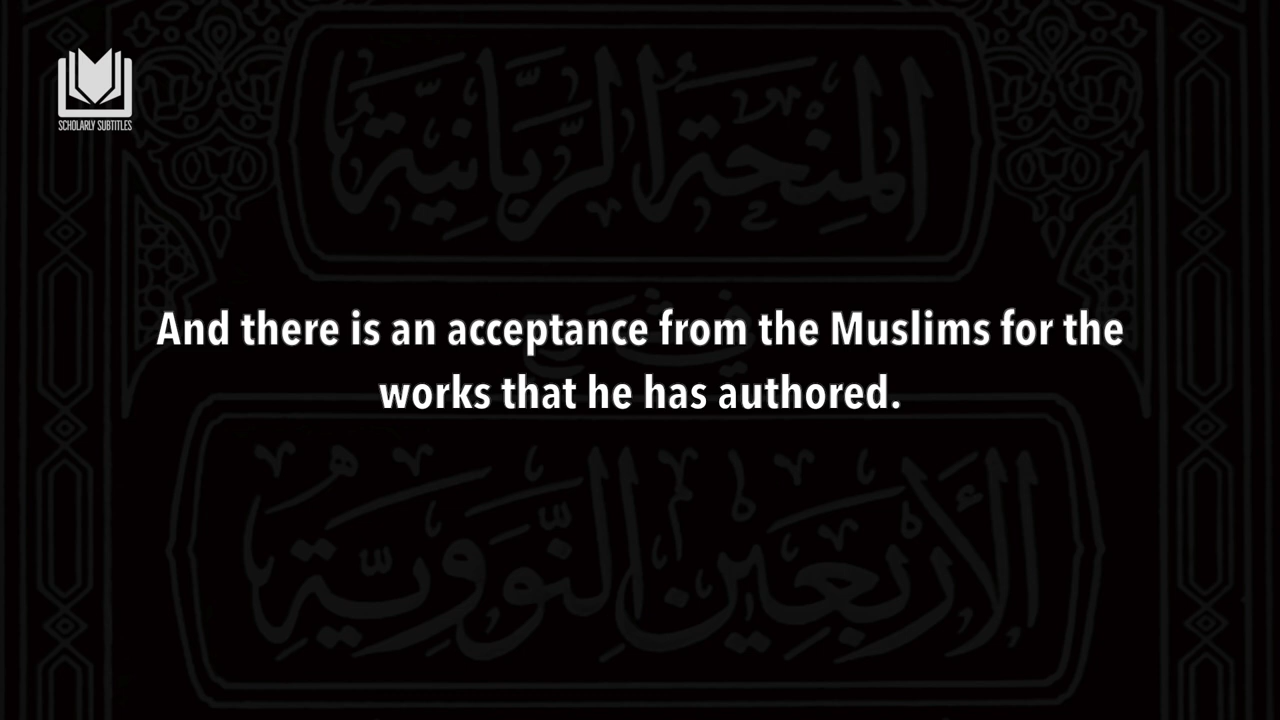 SCHOLARLY SUBTITLES
المنحة الربانية
في شرح
And there is an acceptance from the Muslims for the
works that he has authored.
الأربعين النووية